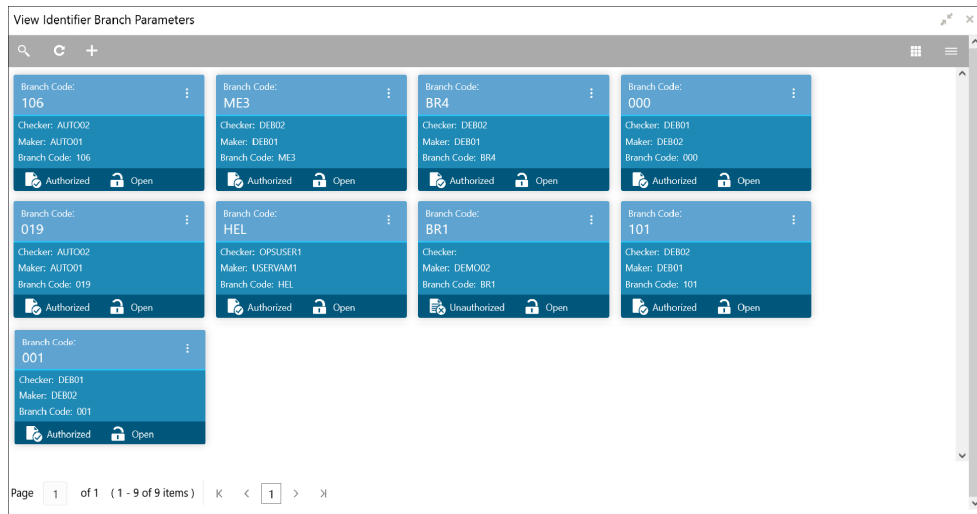 View Identifier Branch Parameters
Branch Code:
106
Checker: AUTO02
Maker: AUTO01
Branch Code: 106
Authorized Open
Branch Code:
ME3
Checker: DEB02
Maker: DEB01
Branch Code: ME3
Authorized Open
Branch Code:
BR4
Checker: DEB02
Maker: DEB01
Branch Code: BR4
Authorized Open
Branch Code:
000
Checker: DEB01
Maker: DEB02
Branch Code: 000
Authorized Open
Branch Code:
019
Checker: AUTO02
Maker: AUTO01
Branch Code: 019
Authorized Open
Branch Code:
HEL
Checker: OPSUSER1
Maker: USERVAM1
Branch Code: HEL
Authorized Open
Branch Code:
BR1
Checker:
Maker: DEMO02
Branch Code: BR1
Unauthorized Open
Branch Code:
101
Checker: DEB02
Maker: DEB01
Branch Code: 101
Authorized Open
Branch Code:
001
Checker: DEB01
Maker: DEB02
Branch Code: 001
Authorized Open
Page 1 of 1 ( 1 - 9 of 9 items ) 1